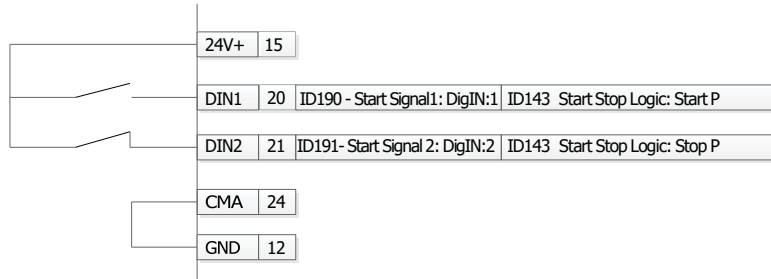 24V+ 15
DIN1 20 ID190 - Start Signal1: DigIN:1 ID143 Start Stop Logic: Start P
DIN2 21 ID191- Start Signal 2: DigIN:2 ID143 Start Stop Logic: Stop P
CMA 24
GND 12